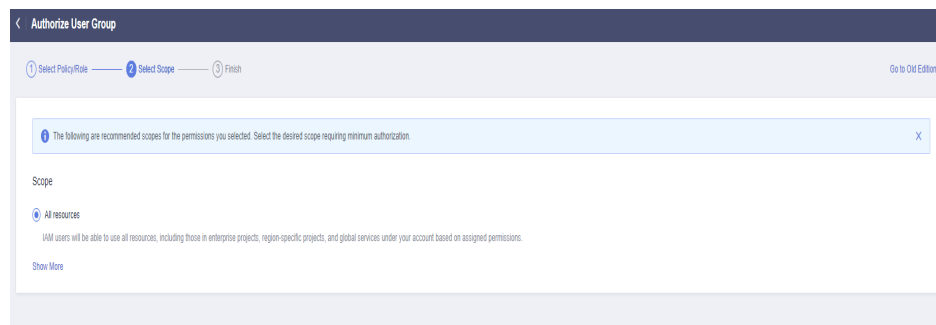 Authorize User Group
1 Select Policy/Role 2 Select Scope 3 Finish Go to Old Edition
The following are recommended scopes for the permissions you selected. Select the desired scope requiring minimum authorization.
Scope
All resources
IAM users will be able to use all resources, including those in enterprise projects, region-specific projects, and global services under your account based on assigned permissions.
Show More